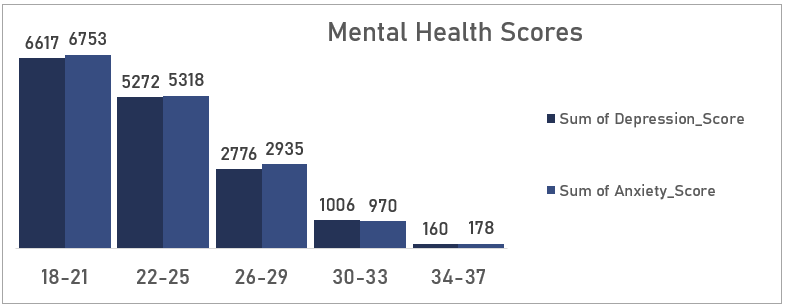 Mental Health Scores
6617 6753
5272 5318
2776 2935
1006 970
160 178
18-21 22-25 26-29 30-33 34-37
Sum of Depression_Score
Sum of Anxiety_Score